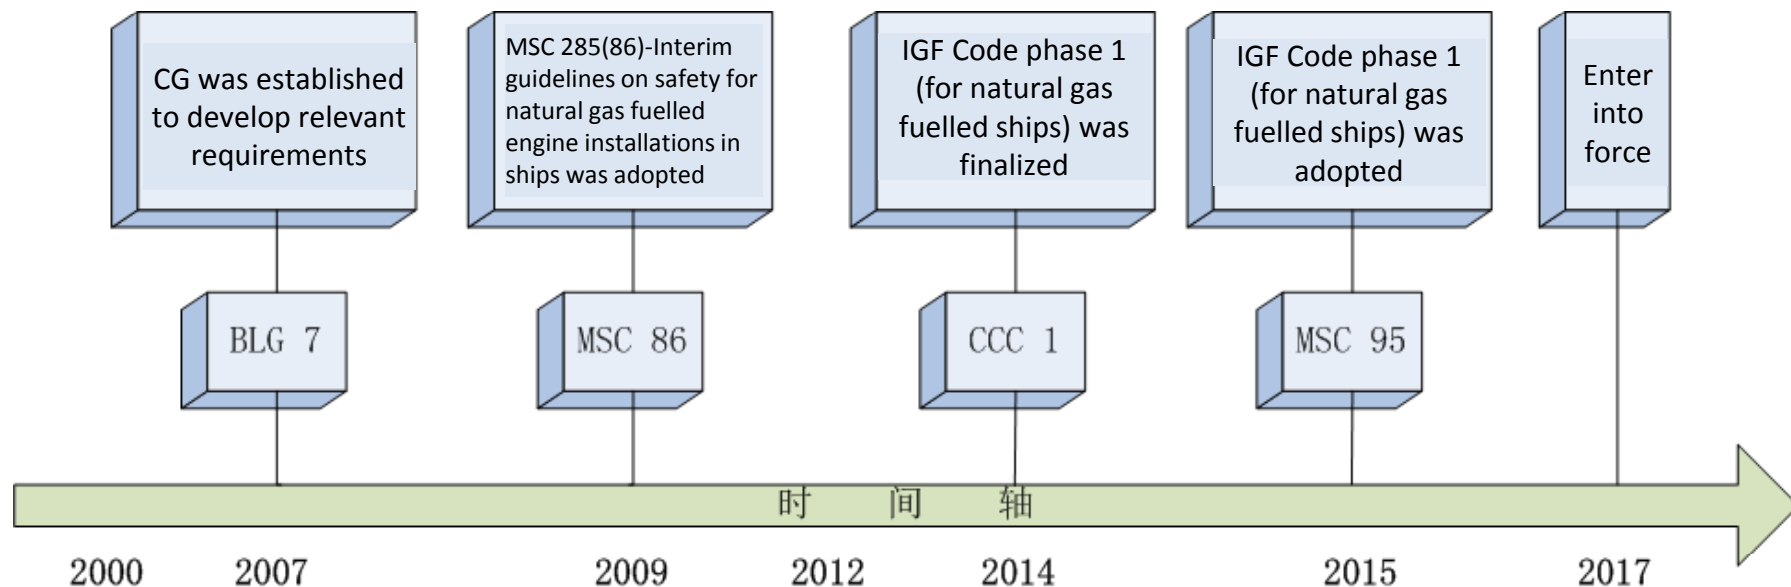 CG was established
to develop relevant
requirements
MSC 285(86)-Interim
guidelines on safety for
natural gas fuelled
engine installations in
ships was adopted
IGF Code phase 1
(for natural gas
fuelled ships) was
finalized
IGF Code phase 1
(for natural gas
fuelled ships) was
adopted
Enter
into
force
BLG 7
MSC 86
CCC 1
MSC 95
时 间 轴
2000 2007 2009 2012 2014 2015 2017